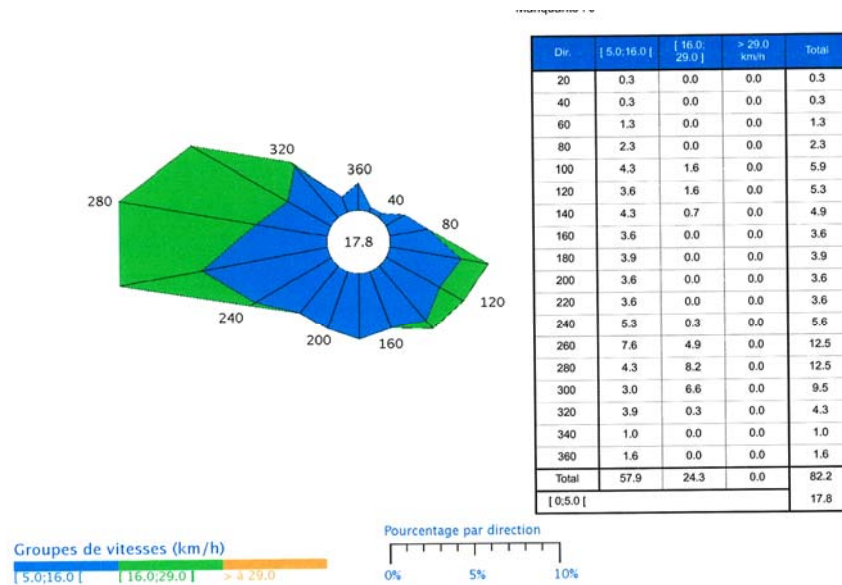 Dir. [ 5.0;16.0 [ [ 16.0; 29.0 ] > 29.0 km/h Total
20 0.3 0.0 0.0 0.3
40 0.3 0.0 0.0 0.3
60 1.3 0.0 0.0 1.3
80 2.3 0.0 0.0 2.3
100 4.3 1.6 0.0 5.9
120 3.6 1.6 0.0 5.3
140 4.3 0.7 0.0 4.9
160 3.6 0.0 0.0 3.6
180 3.9 0.0 0.0 3.9
200 3.6 0.0 0.0 3.6
220 3.6 0.0 0.0 3.6
240 5.3 0.3 0.0 5.6
260 7.6 4.9 0.0 12.5
280 4.3 8.2 0.0 12.5
300 3.0 6.6 0.0 9.5
320 3.9 0.3 0.0 4.3
340 1.0 0.0 0.0 1.0
360 1.6 0.0 0.0 1.6
Total 57.9 24.3 0.0 82.2
[ 0;5.0 [ 17.8
320
360
40
280
80
17.8
120
240
200
160
Groupes de vitesses (km/h)
[ 5.0;16.0 [ [ 16.0;29.0 ] > à 29.0
Pourcentage par direction
0% 5% 10%